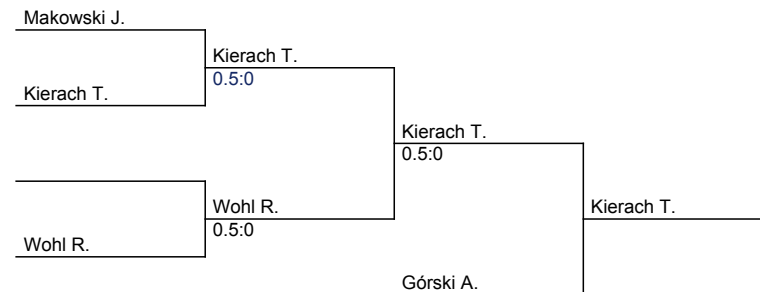 Makowski J.
Kierach T.
0.5:0
Kierach T.
Kierach T.
0.5:0
Wohl R.
0.5:0
Kierach T.
Wohl R.
Górski A.